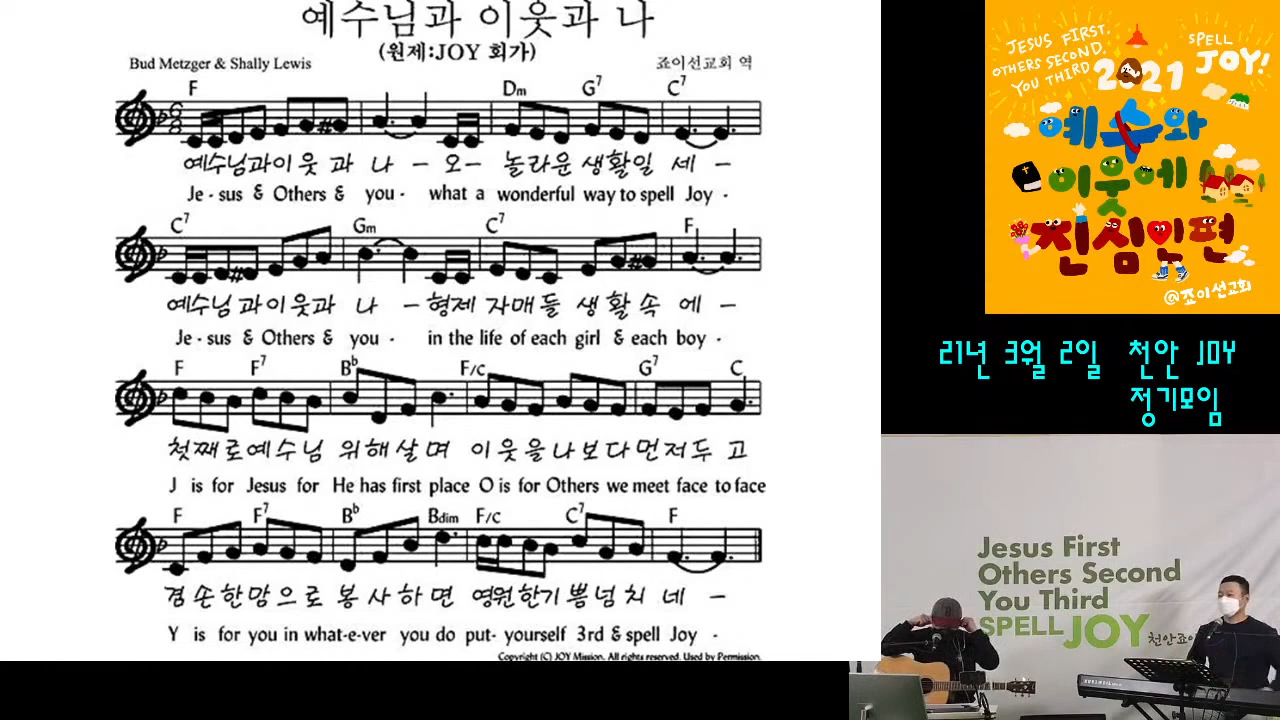 예수님과 이웃과 나
(원제:JOY 회가)
Bud Metzger & Shally Lewis
죠이선교회 역
F Dm G7 C7
예수님과이웃 과 나 - 오- 놀라운 생활일 세 -
Je - sus & Others & you - what a wonderful way to spell Joy -
C7 Gm C7 F
예수님 과이웃과 나 - 형제 자매들 생활속 에 -
Je - sus & Others & you - in the life of each girl & each boy -
F F7 Bb F/C G7 C
첫째로예수님 위해살며 이웃을나보다먼저두 고
J is for Jesus for He has first place O is for Others we meet face to face
F F7 Bb Bdim F/C C7 F
겸손한맘으로 봉사하면 영원한기쁨넘치 네 -
Y is for you in what-e-ver you do put- yourself 3rd & spell Joy -
Copyright (C) JOY Mission. All rights reserved. Used by Permission.
JESUS FIRST,
OTHERS SECOND,
YOU THIRD
SPELL
JOY!
2021
예수와
이웃에
진심인편
@죠이선교회
21년 3월 2일 천안 JOY
정기모임
Jesus First
Others Second
You Third
SPELL JOY
천안죠이